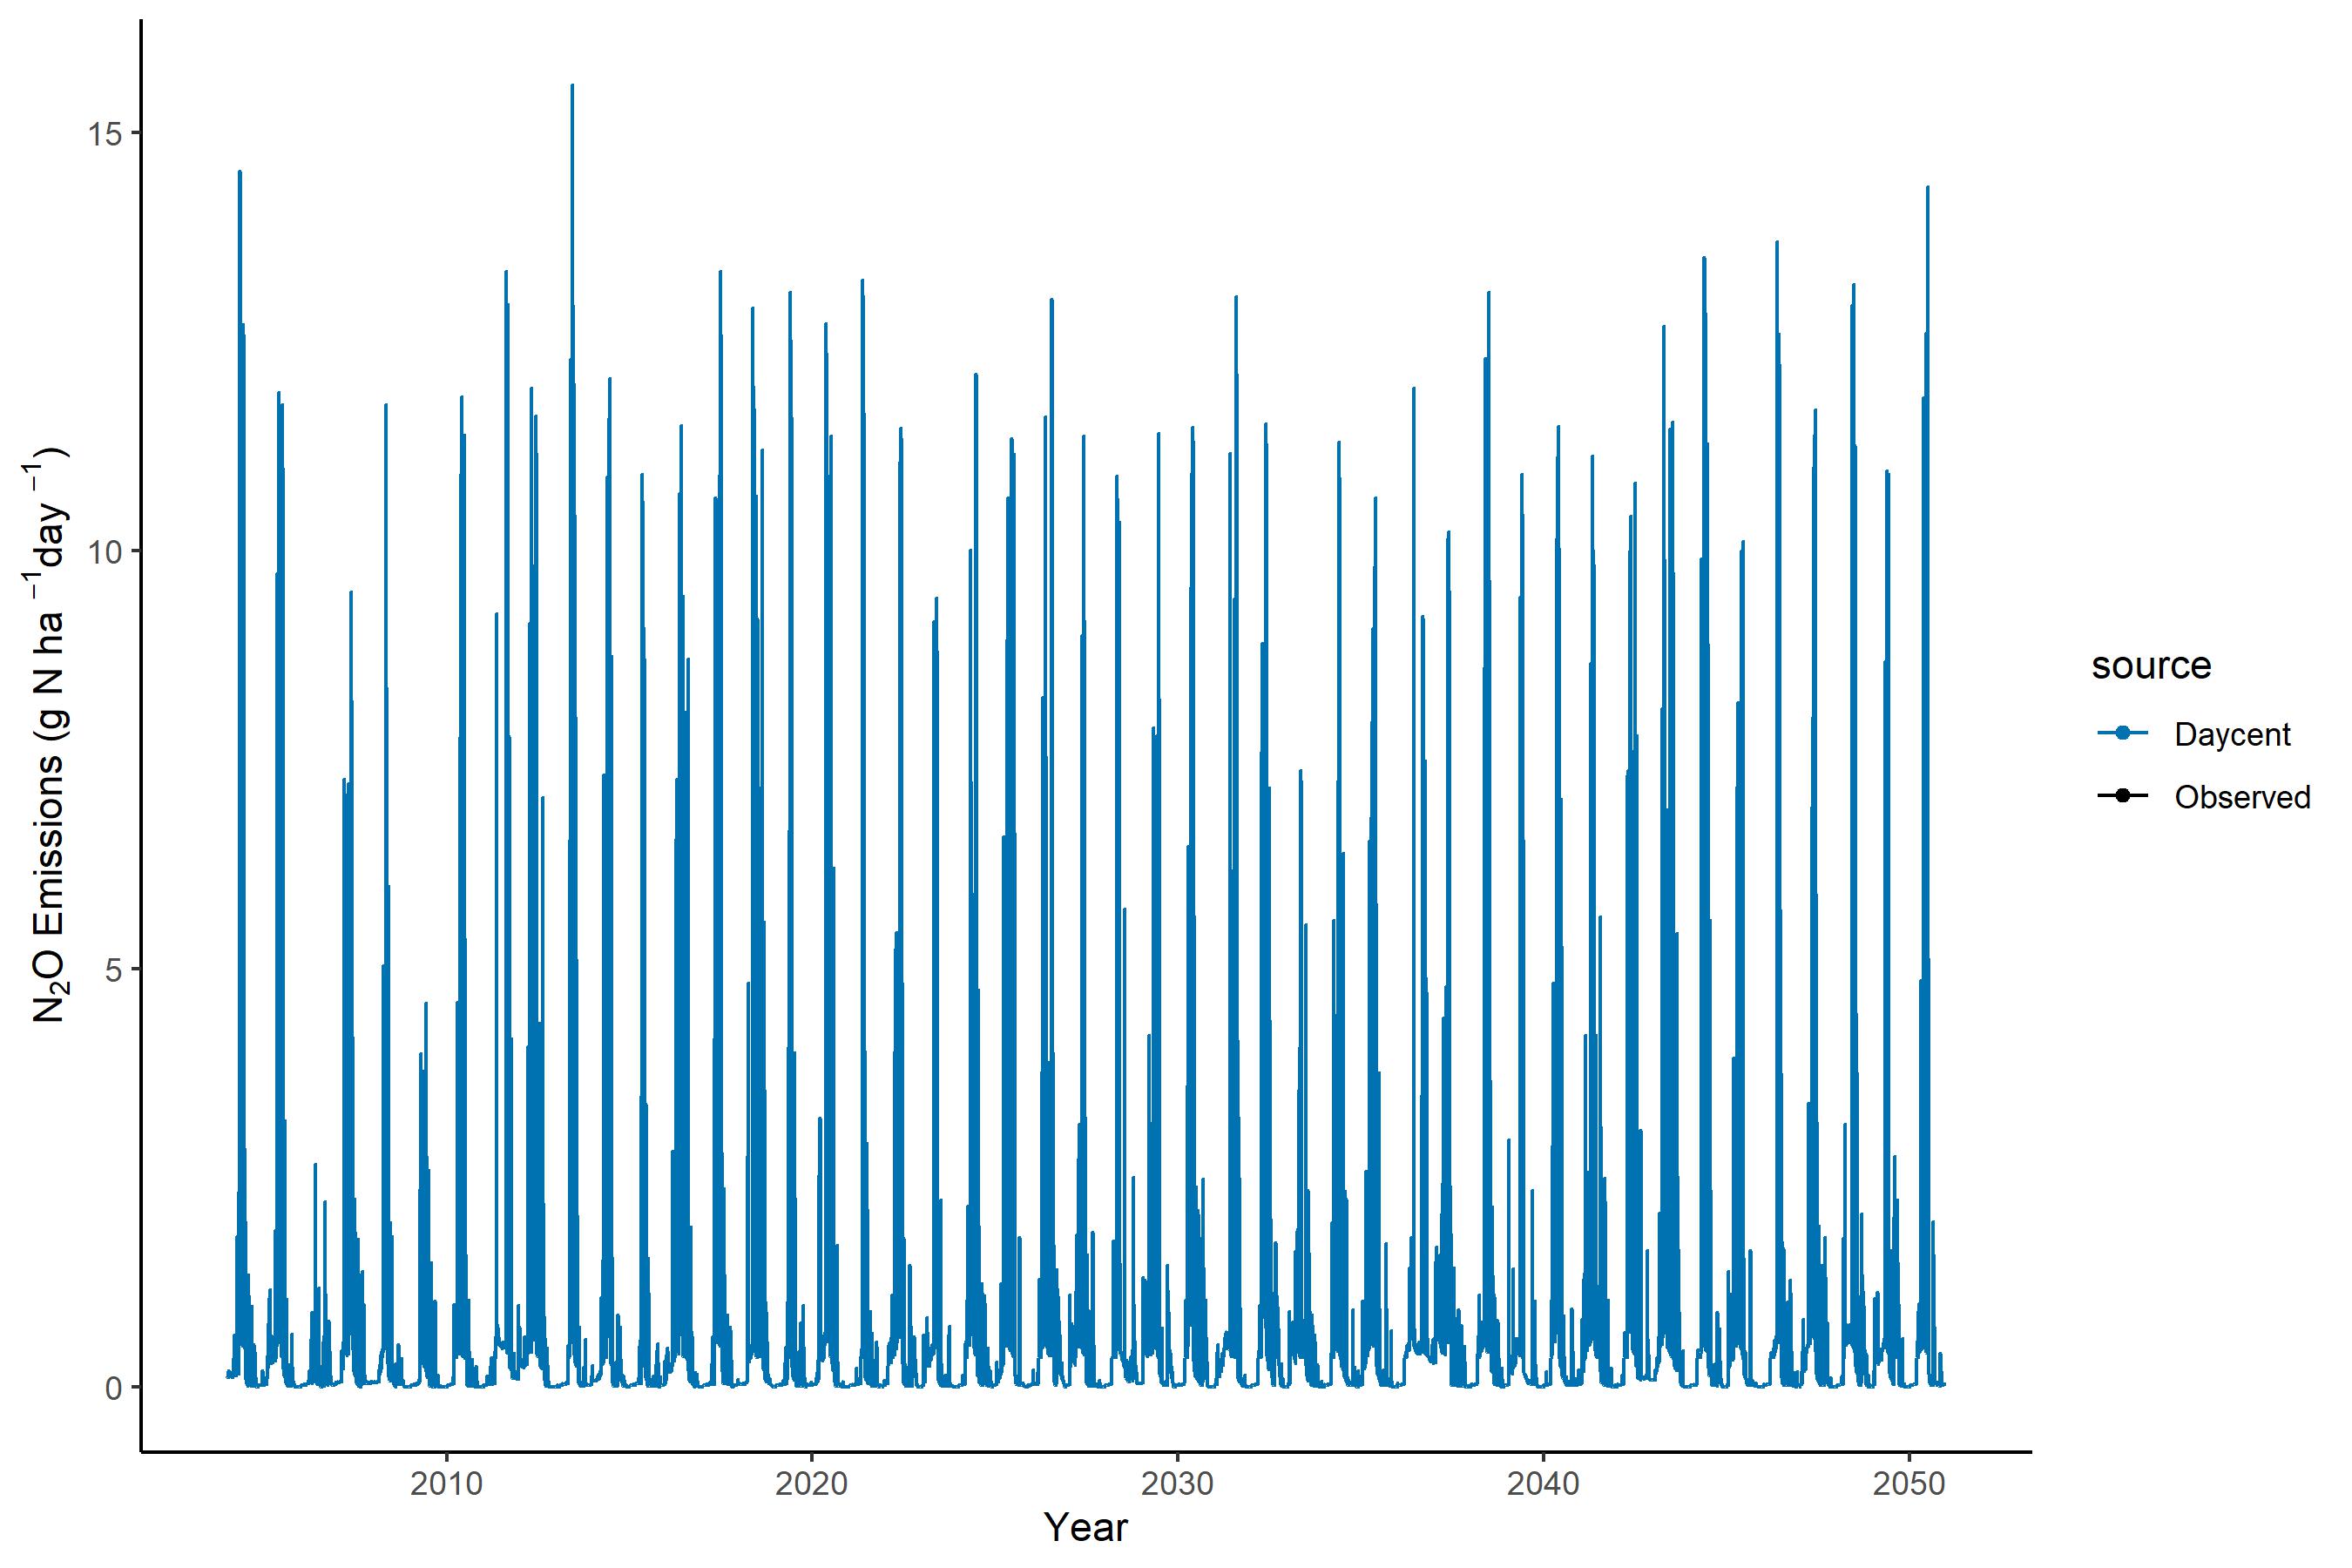 15
10
5
0
N₂O Emissions (g N ha ⁻¹day ⁻¹)
2010 2020 2030 2040 2050
Year
source
Daycent
Observed